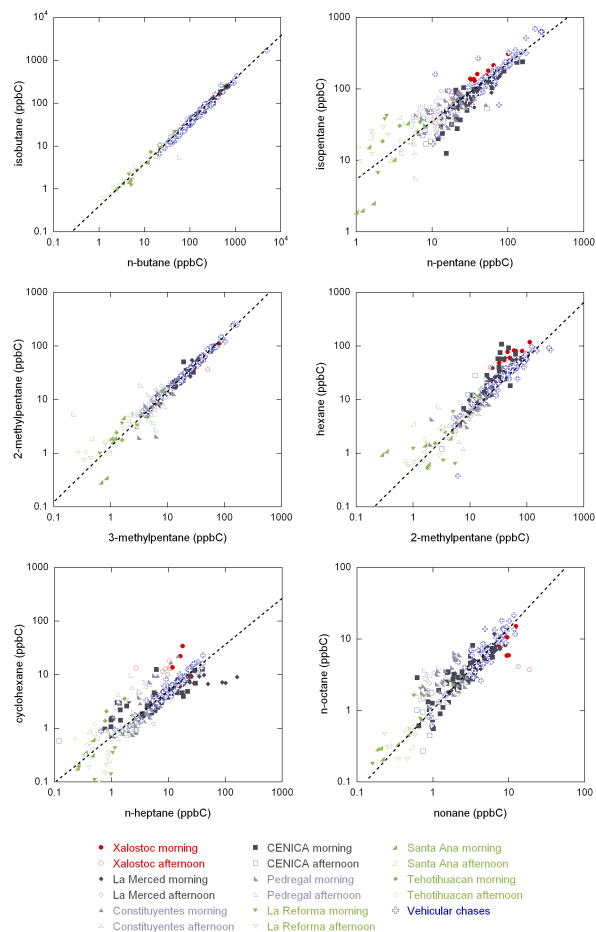 10⁴
1000
100
10
1
0.1
isobutane (ppbC)
0.1 1 10 100 1000 10⁴
n-butane (ppbC)
1000
100
10
1
isopentane (ppbC)
1 10 100 1000
n-pentane (ppbC)
1000
100
10
1
0.1
2-methylpentane (ppbC)
0.1 1 10 100 1000
3-methylpentane (ppbC)
1000
100
10
1
0.1
hexane (ppbC)
0.1 1 10 100 1000
2-methylpentane (ppbC)
1000
100
10
1
0.1
cyclohexane (ppbC)
0.1 1 10 100 1000
n-heptane (ppbC)
100
10
1
0.1
n-octane (ppbC)
0.1 1 10 100
nonane (ppbC)
Xalostoc morning
Xalostoc afternoon
La Merced morning
La Merced afternoon
Constituyentes morning
Constituyentes afternoon
CENICA morning
CENICA afternoon
Pedregal morning
Pedregal afternoon
La Reforma morning
La Reforma afternoon
Santa Ana morning
Santa Ana afternoon
Tehotihuacan morning
Tehotihuacan afternoon
Vehicular chases